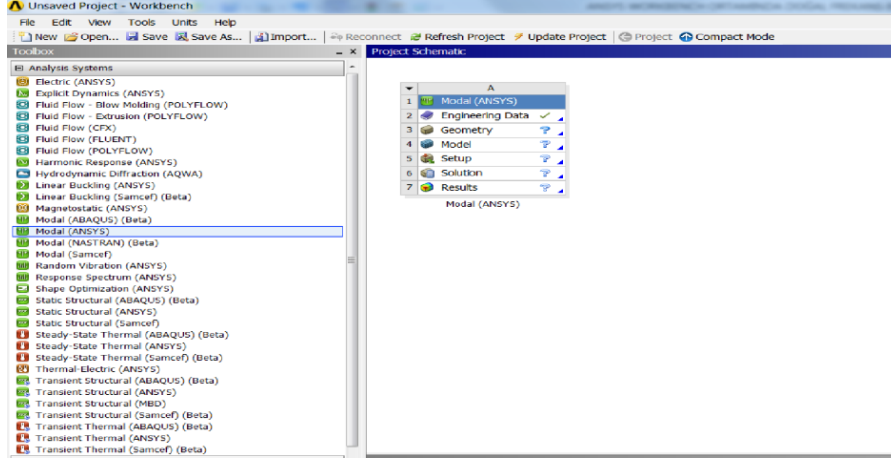 Unsaved Project - Workbench
File Edit View Tools Units Help
New Open... Save Save As... Import... Reconnect Refresh Project Update Project Project Compact Mode
Toolbox
Project Schematic
Analysis Systems
Electric (ANSYS)
Explicit Dynamics (ANSYS)
Fluid Flow - Blow Molding (POLYFLOW)
Fluid Flow - Extrusion (POLYFLOW)
Fluid Flow (CFX)
Fluid Flow (FLUENT)
Fluid Flow (POLYFLOW)
Harmonic Response (ANSYS)
Hydrodynamic Diffraction (AQWA)
Linear Buckling (ANSYS)
Linear Buckling (Samcef) (Beta)
Magnetostatic (ANSYS)
Modal (ABAQUS) (Beta)
Modal (ANSYS)
Modal (NASTRAN) (Beta)
Modal (Samcef)
Random Vibration (ANSYS)
Response Spectrum (ANSYS)
Shape Optimization (ANSYS)
Static Structural (ABAQUS) (Beta)
Static Structural (ANSYS)
Static Structural (Samcef)
Steady-State Thermal (ABAQUS) (Beta)
Steady-State Thermal (ANSYS)
Steady-State Thermal (Samcef) (Beta)
Thermal-Electric (ANSYS)
Transient Structural (ABAQUS) (Beta)
Transient Structural (ANSYS)
Transient Structural (MBD)
Transient Structural (Samcef) (Beta)
Transient Thermal (ABAQUS) (Beta)
Transient Thermal (ANSYS)
Transient Thermal (Samcef) (Beta)
A
1 Modal (ANSYS)
2 Engineering Data
3 Geometry ?
4 Model ?
5 Setup ?
6 Solution ?
7 Results ?
Modal (ANSYS)